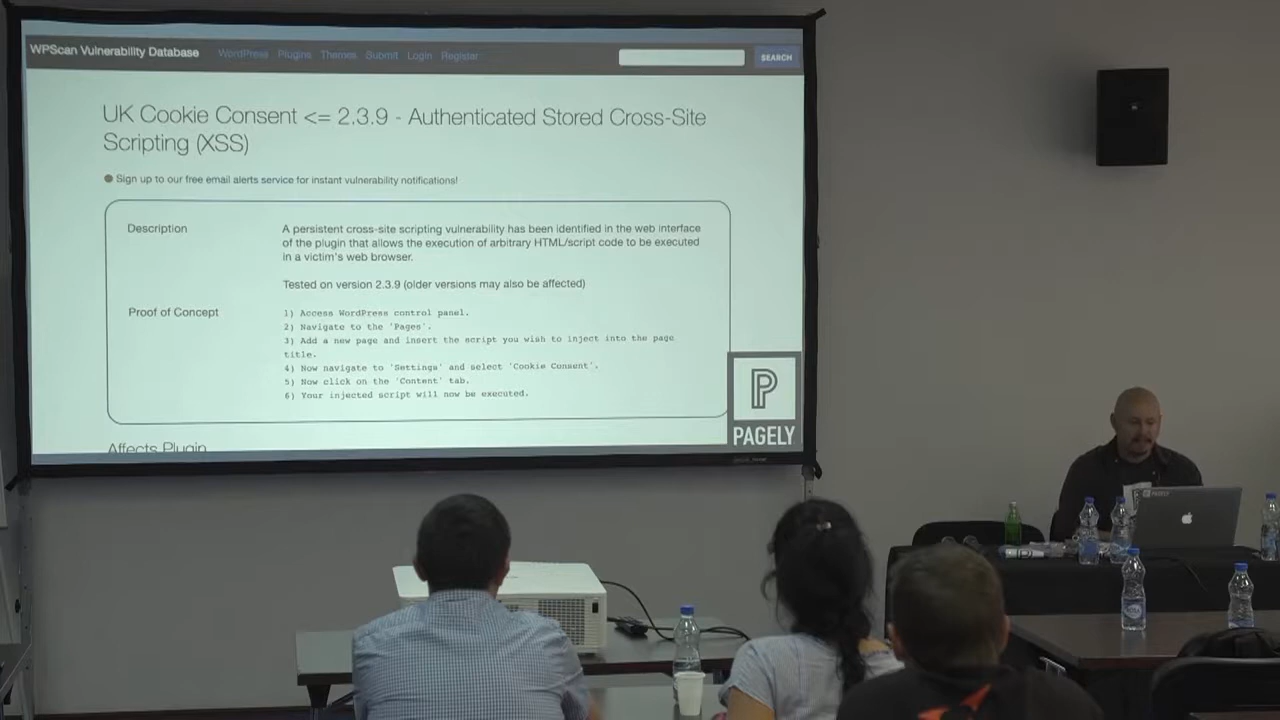 WPScan Vulnerability Database WordPress Plugins Themes Submit Login Register SEARCH
UK Cookie Consent <= 2.3.9 - Authenticated Stored Cross-Site
Scripting (XSS)
Sign up to our free email alerts service for instant vulnerability notifications!
Description
A persistent cross-site scripting vulnerability has been identified in the web interface
of the plugin that allows the execution of arbitrary HTML/script code to be executed
in a victim's web browser.
Tested on version 2.3.9 (older versions may also be affected)
Proof of Concept
1) Access WordPress control panel.
2) Navigate to the 'Pages'.
3) Add a new page and insert the script you wish to inject into the page
title.
4) Now navigate to 'Settings' and select 'Cookie Consent'.
5) Now click on the 'Content' tab.
6) Your injected script will now be executed.
Affects Plugin
PAGELY
PAGELY